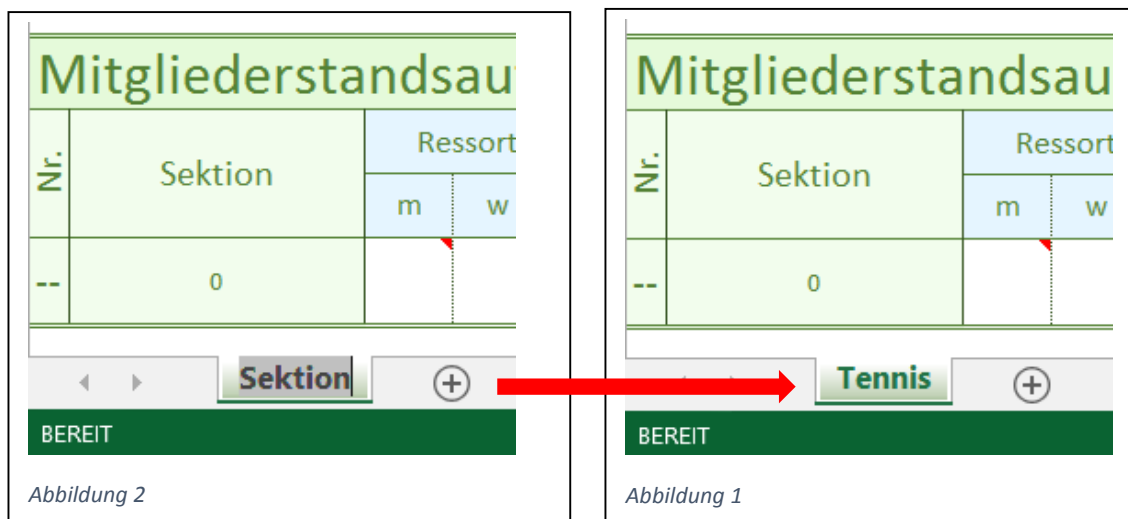 Mitgliederstandsau
Nr.
Sektion
Ressort
m w
-- 0
Sektion
BEREIT
Abbildung 2
Mitgliederstandsau
Nr.
Sektion
Ressort
m w
-- 0
Tennis
BEREIT
Abbildung 1